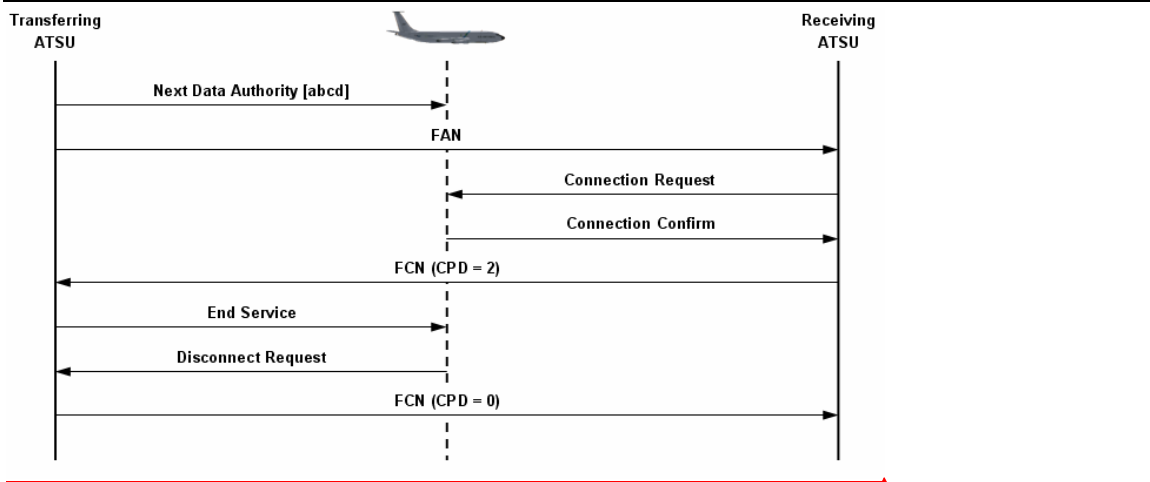 Transferring
ATSU
Receiving
ATSU
Next Data Authority [abcd]
FAN
Connection Request
Connection Confirm
FCN (CPD = 2)
End Service
Disconnect Request
FCN (CPD = 0)